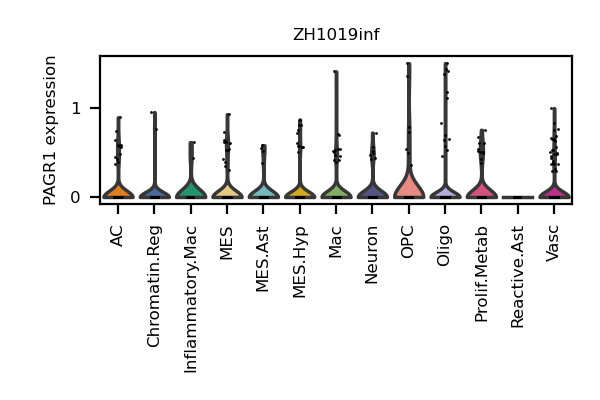 ZH1019inf
PAGR1 expression
1
0
AC
Chromatin.Reg
Inflammatory.Mac
MES
MES.Ast
MES.Hyp
Mac
Neuron
OPC
Oligo
Prolif.Metab
Reactive.Ast
Vasc